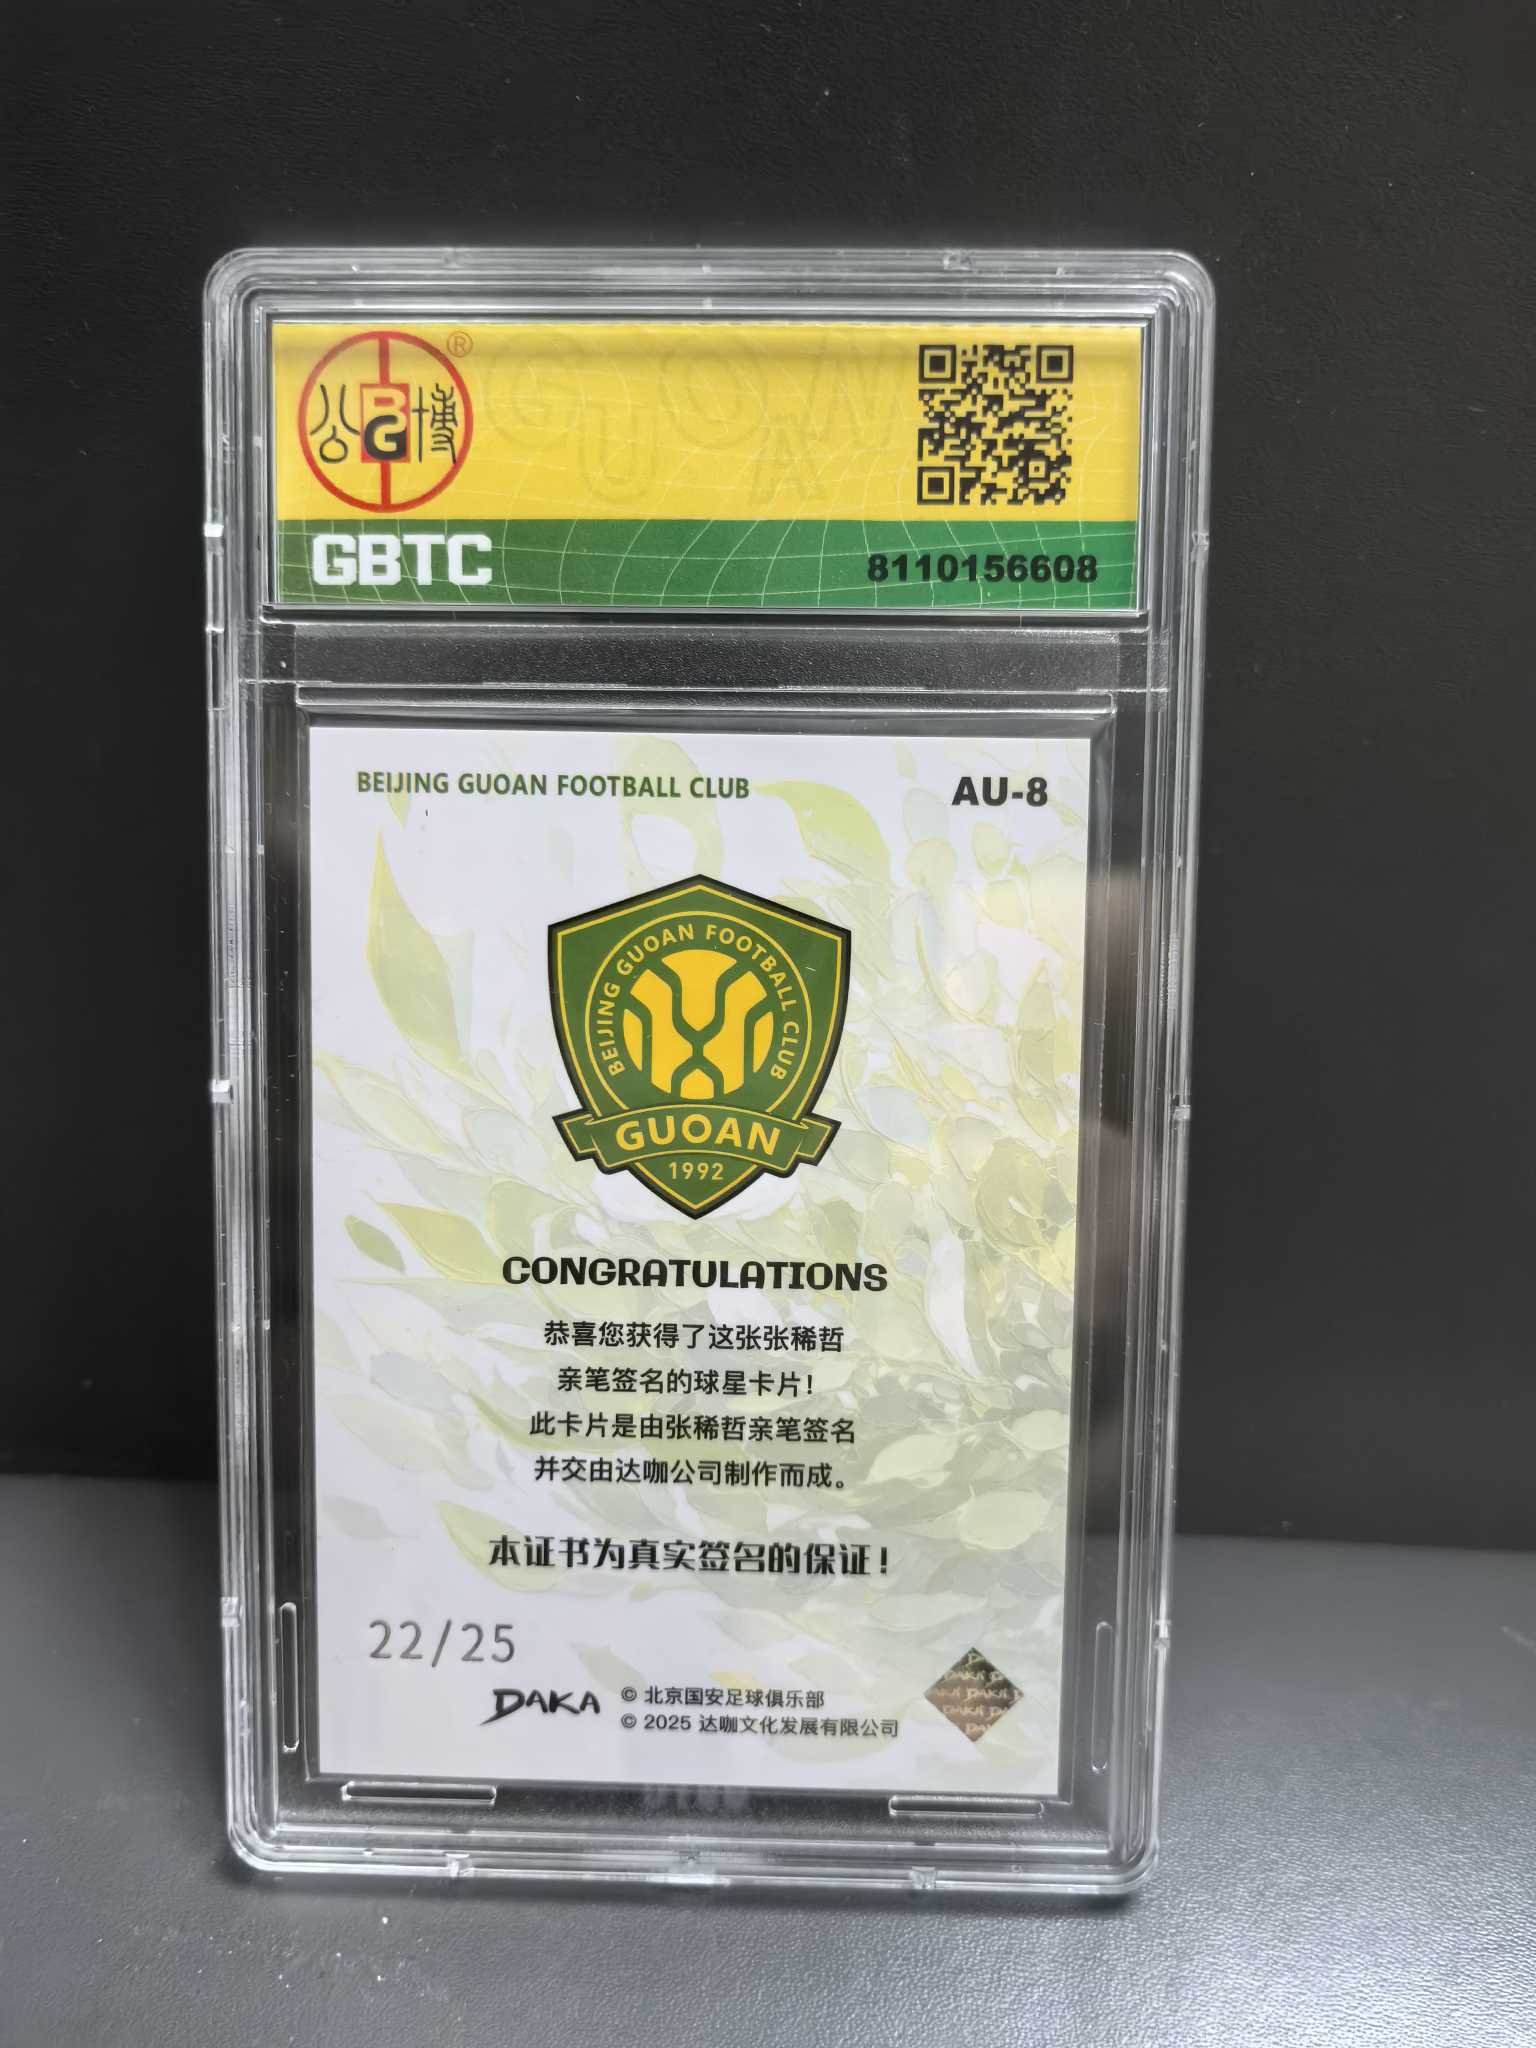 公 BG 博 ®
GUOAN
GBTC
8110156608
BEIJING GUOAN FOOTBALL CLUB
AU-8
BEIJING GUOAN FOOTBALL CLUB
GUOAN
1992
CONGRATULATIONS
恭喜您获得了这张张稀哲
亲笔签名的球星卡片!
此卡片是由张稀哲亲笔签名
并交由达咖公司制作而成。
本证书为真实签名的保证!
22/25
DAKA
© 北京国安足球俱乐部
© 2025 达咖文化发展有限公司
DAKA